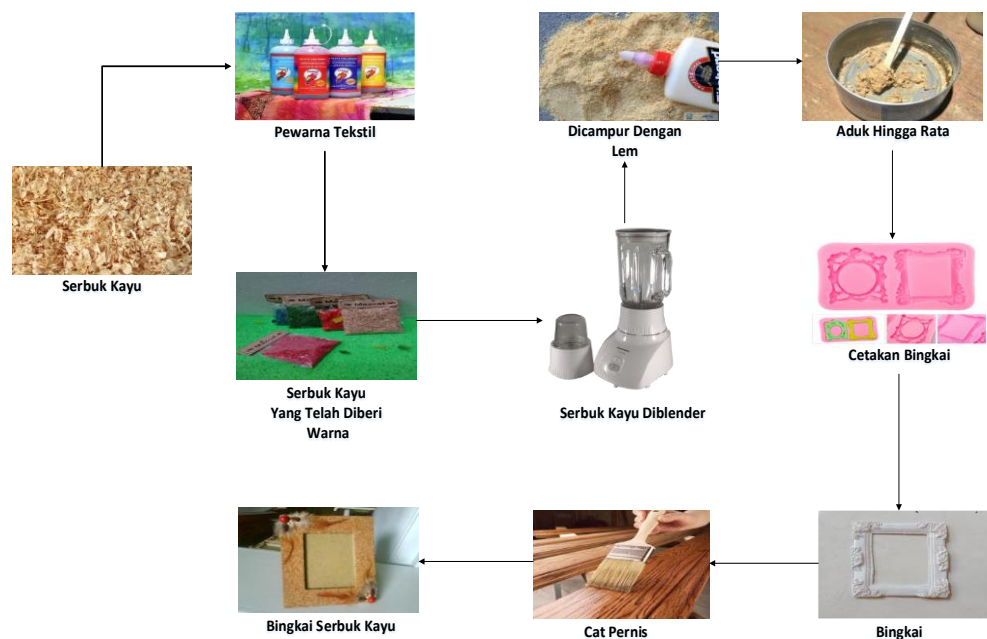 Serbuk Kayu
Pewarna Tekstil
Serbuk Kayu
Yang Telah Diberi
Warna
Serbuk Kayu Diblender
Dicampur Dengan
Lem
Aduk Hingga Rata
Cetakan Bingkai
Bingkai
Cat Pernis
Bingkai Serbuk Kayu